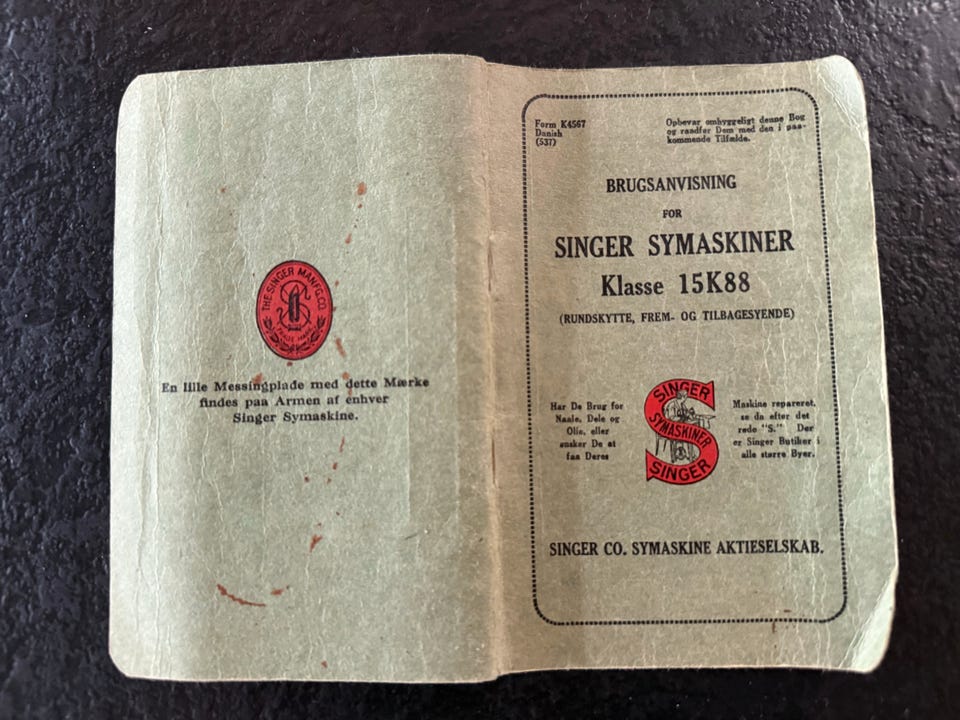 THE SINGER MANFG. CO.
TRADE MARK
En lille Messingplade med dette Mærke
findes paa Armen af enhver
Singer Symaskine.
Form K4567
Danish
(537)
Opbevar omhyggeligt denne Bog
og raadfør Dem med den i paa-
kommende Tilfælde.
BRUGSANVISNING
FOR
SINGER SYMASKINER
Klasse 15K88
(RUNDSKYTTE, FREM- OG TILBAGESYENDE)
Har De Brug for
Naale, Dele og
Olie, eller
ønsker De at
faa Deres
SINGER
SYMASKINER
SINGER
Maskine repareret,
se da efter det
røde "S." Der
er Singer Butiker i
alle større Byer.
SINGER CO. SYMASKINE AKTIESELSKAB.